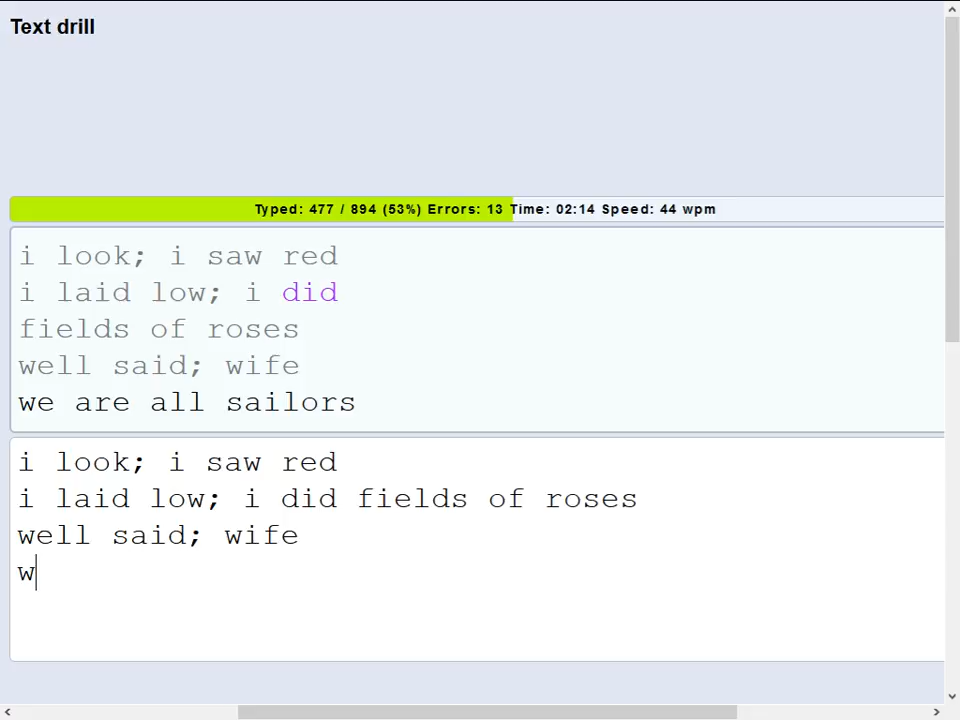 Text drill
Typed: 477 / 894 (53%) Errors: 13 Time: 02:14 Speed: 44 wpm
i look; i saw red
i laid low; i did
fields of roses
well said; wife
we are all sailors
i look; i saw red
i laid low; i did fields of roses
well said; wife
w